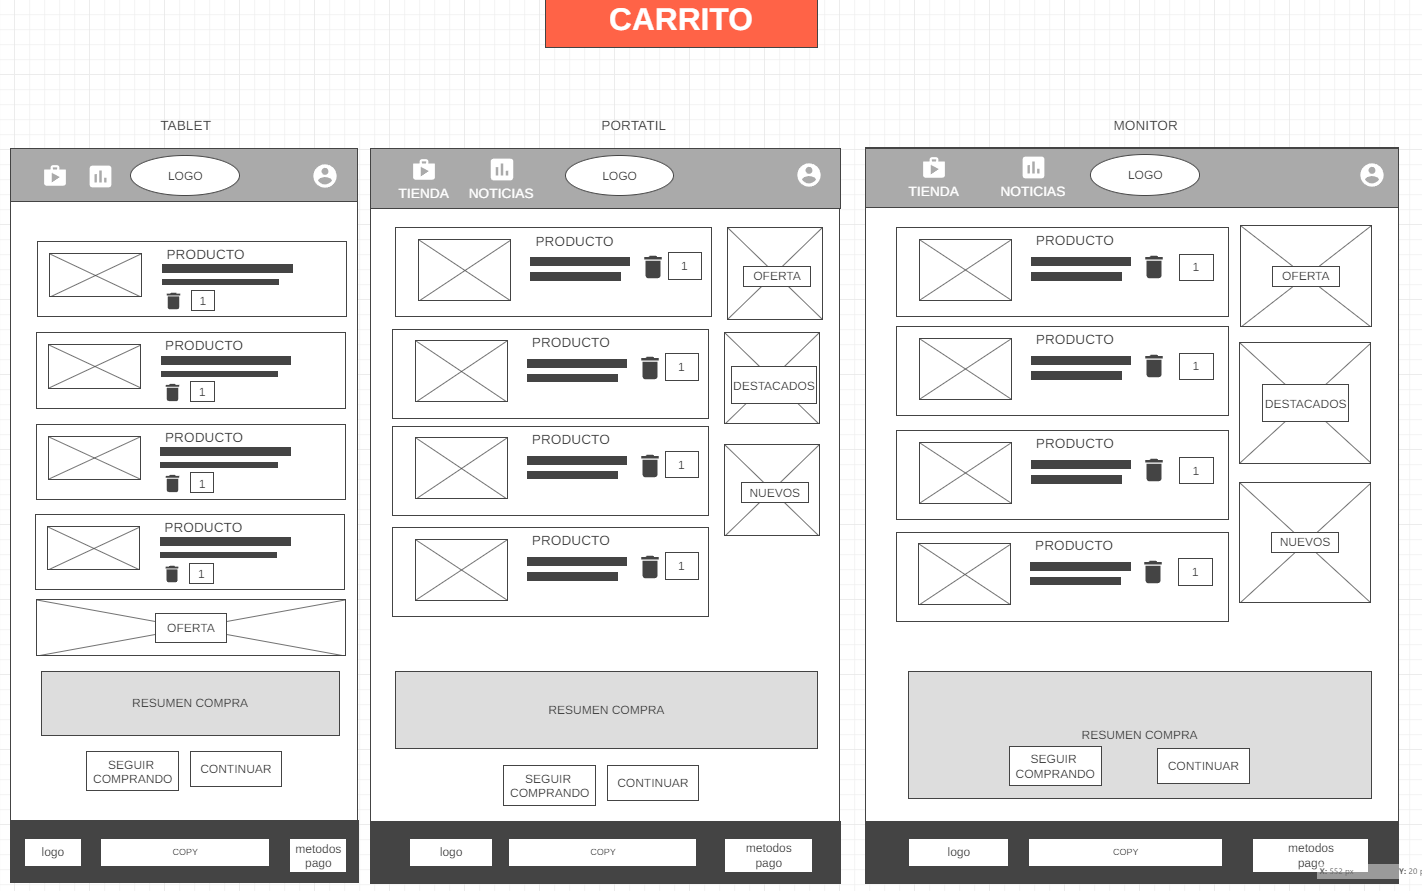 CARRITO
TABLET
LOGO
PRODUCTO
1
PRODUCTO
1
PRODUCTO
1
PRODUCTO
1
OFERTA
RESUMEN COMPRA
SEGUIR
COMPRANDO
CONTINUAR
logo
COPY
metodos
pago
PORTATIL
TIENDA
NOTICIAS
LOGO
PRODUCTO
1
PRODUCTO
1
PRODUCTO
1
PRODUCTO
1
OFERTA
DESTACADOS
NUEVOS
RESUMEN COMPRA
SEGUIR
COMPRANDO
CONTINUAR
logo
COPY
metodos
pago
MONITOR
TIENDA
NOTICIAS
LOGO
PRODUCTO
1
PRODUCTO
1
PRODUCTO
1
PRODUCTO
1
OFERTA
DESTACADOS
NUEVOS
RESUMEN COMPRA
SEGUIR
COMPRANDO
CONTINUAR
logo
COPY
metodos
pago
X: 552 px
Y: 20 p